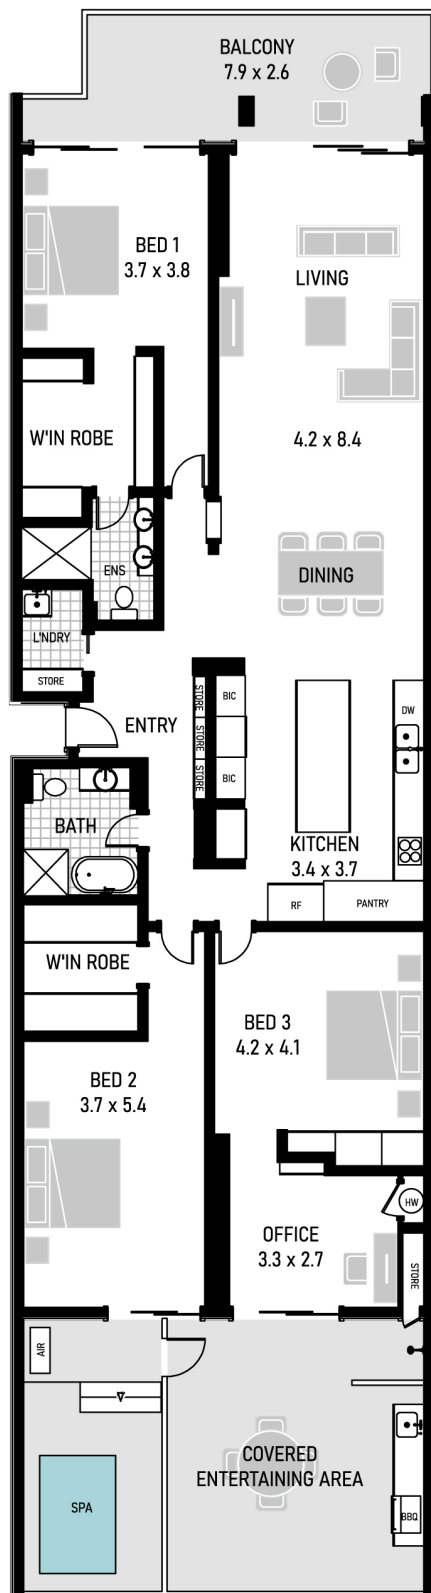 BALCONY
7.9 x 2.6
BED 1
3.7 x 3.8
LIVING
4.2 x 8.4
W'IN ROBE
ENS
DINING
L'NDRY
STORE
ENTRY
STORE
STORE
STORE
BIC
BIC
DW
BATH
KITCHEN
3.4 x 3.7
RF
PANTRY
W'IN ROBE
BED 3
4.2 x 4.1
BED 2
3.7 x 5.4
HW
OFFICE
3.3 x 2.7
STORE
AIR
COVERED
ENTERTAINING AREA
SPA
BBQ